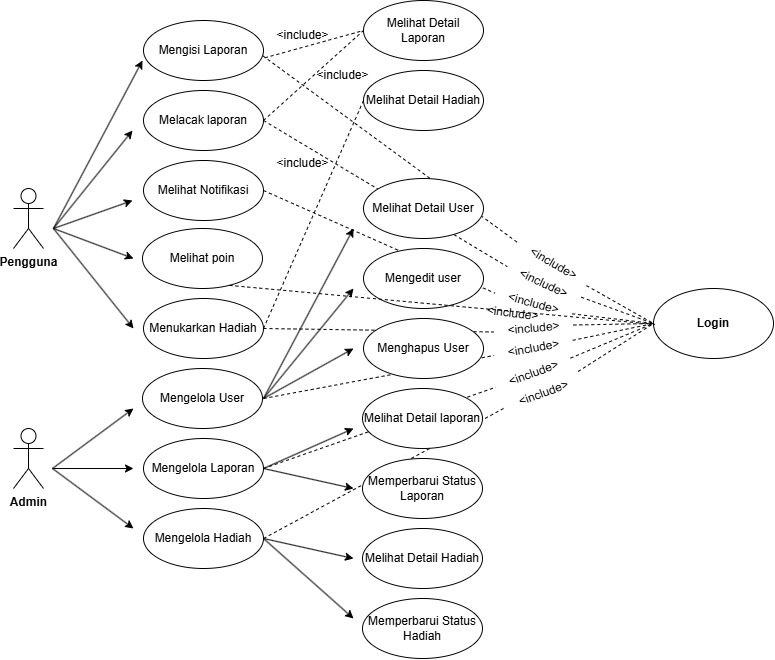 Mengisi Laporan
<include>
Melihat Detail
Laporan
<include>
Melihat Detail Hadiah
Melacak laporan
<include>
Melihat Notifikasi
Melihat Detail User
Pengguna
Melihat poin
<include>
Mengedit user
<include>
<include>
<include>
Menukarkan Hadiah
<include>
Login
Menghapus User
<include>
<include>
Mengelola User
<include>
Melihat Detail laporan
Admin
Mengelola Laporan
Memperbarui Status
Laporan
Mengelola Hadiah
Melihat Detail Hadiah
Memperbarui Status
Hadiah